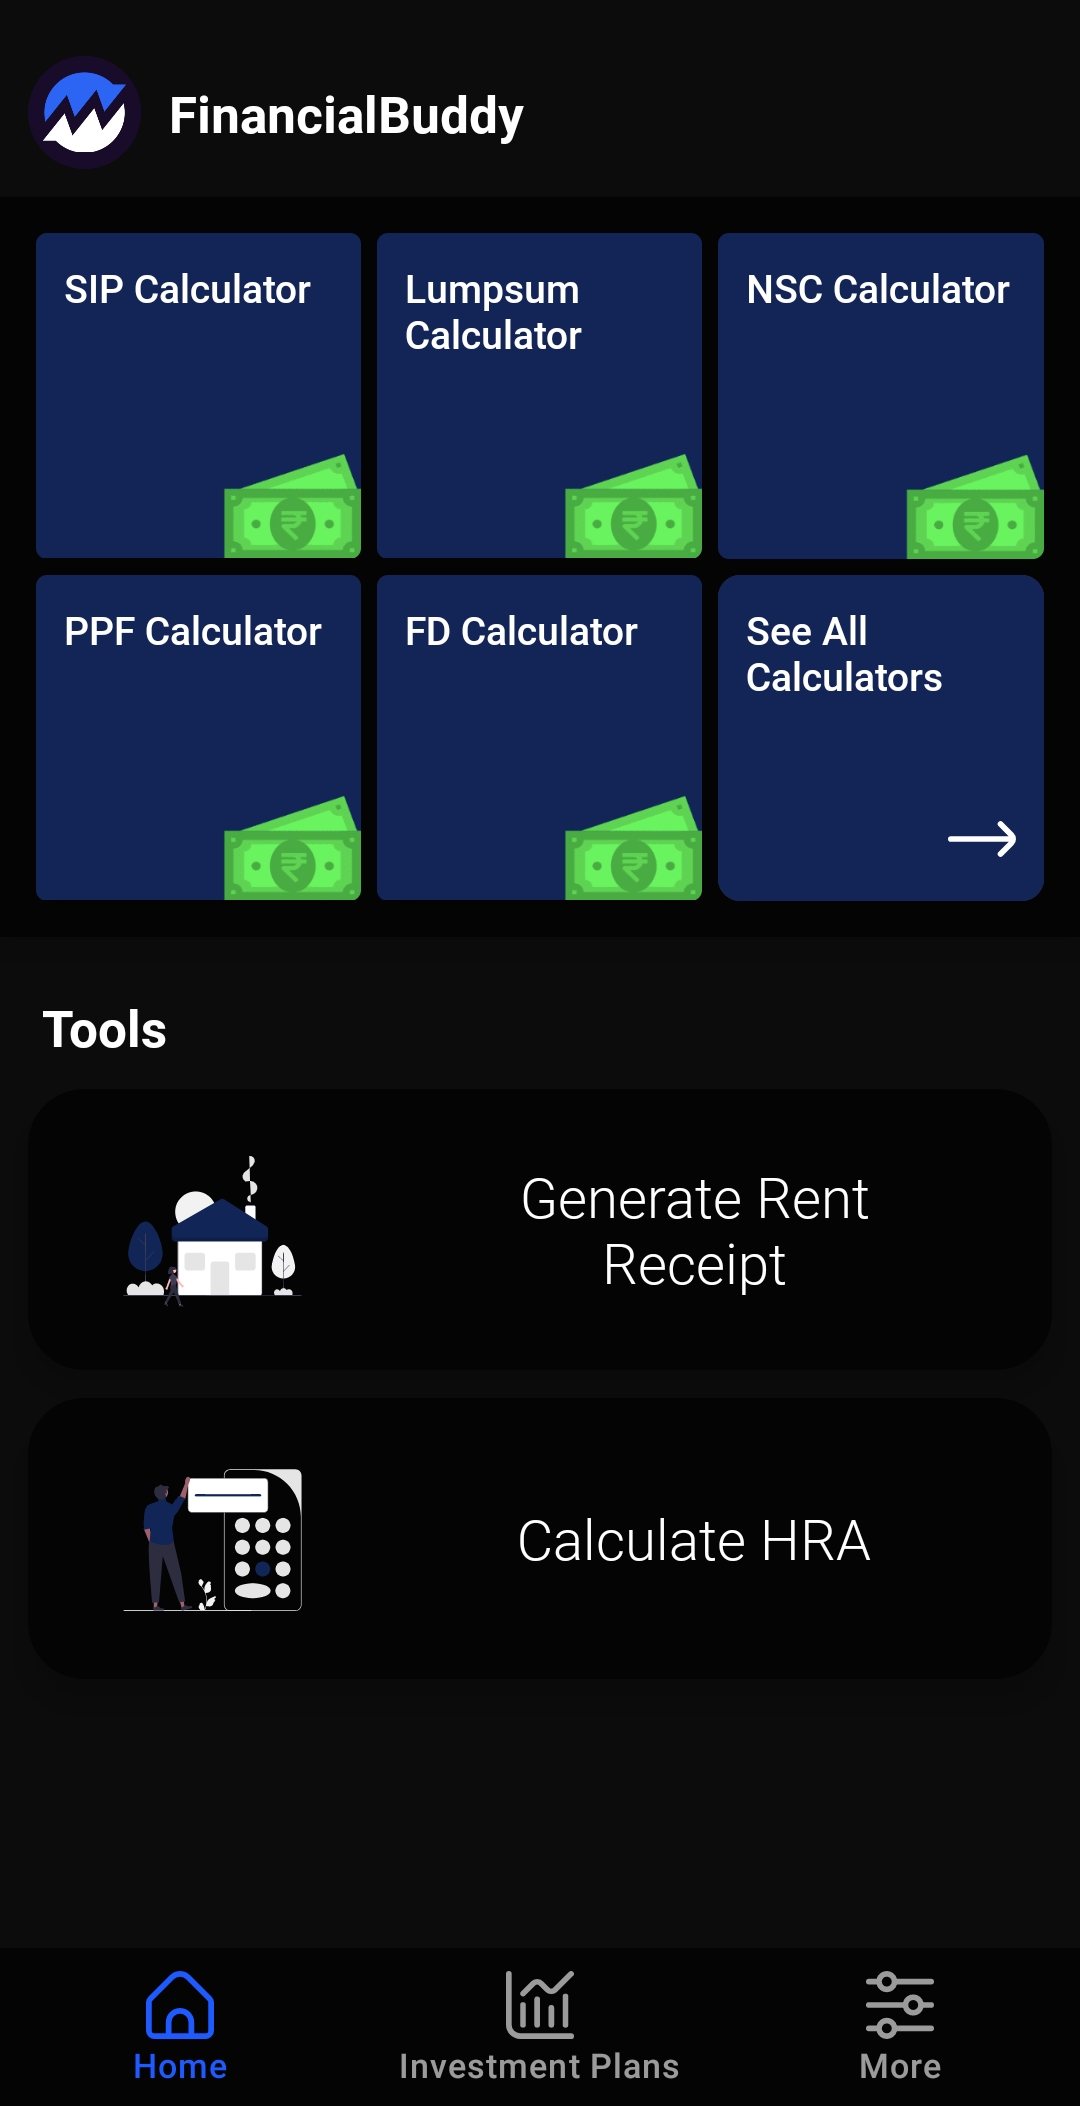 FinancialBuddy
SIP Calculator
Lumpsum
Calculator
NSC Calculator
₹
₹
₹
PPF Calculator
FD Calculator
See All
Calculators
₹
₹
Tools
Generate Rent
Receipt
Calculate HRA
Home
Investment Plans
More